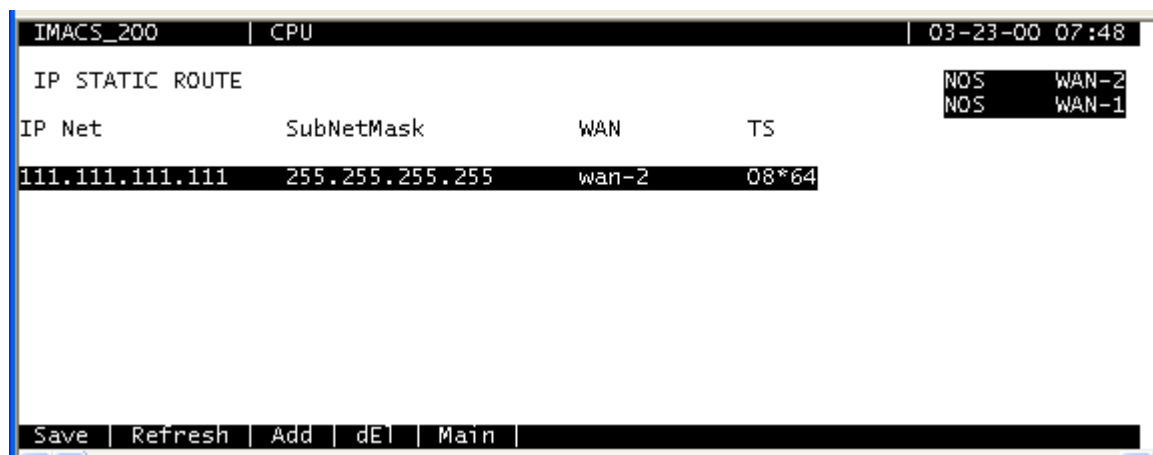 IMACS_200 | CPU | 03-23-00 07:48
IP STATIC ROUTE NOS WAN-2
NOS WAN-1
IP Net SubNetMask WAN TS
111.111.111.111 255.255.255.255 wan-2 08*64
Save | Refresh | Add | dEl | Main |